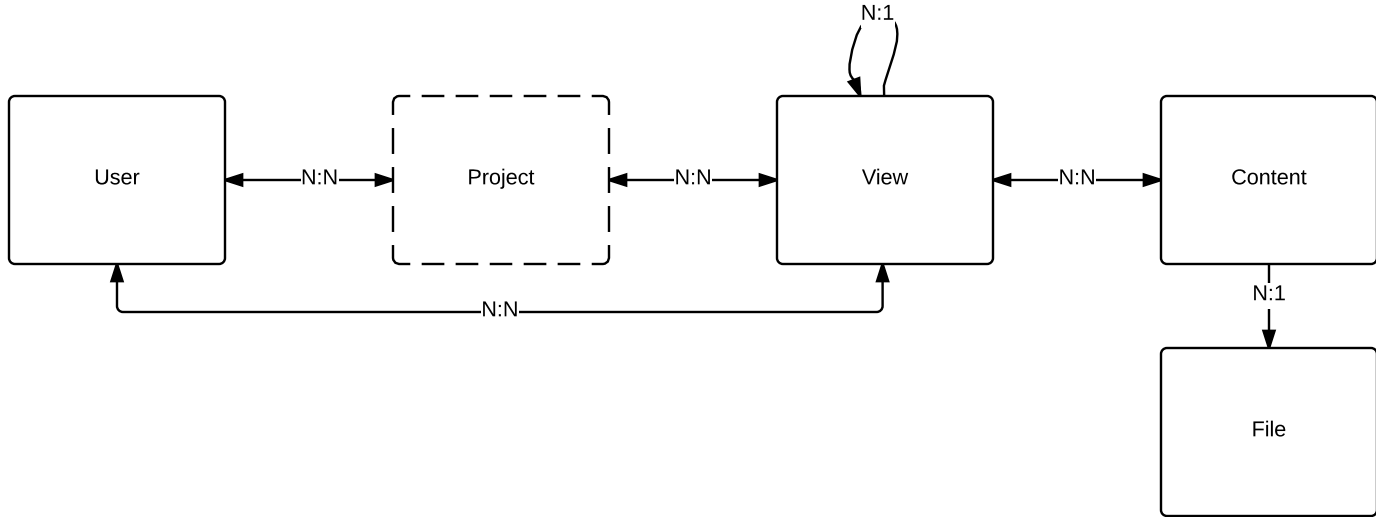 N:1
User
N:N
Project
N:N
View
N:N
Content
N:1
N:N
File